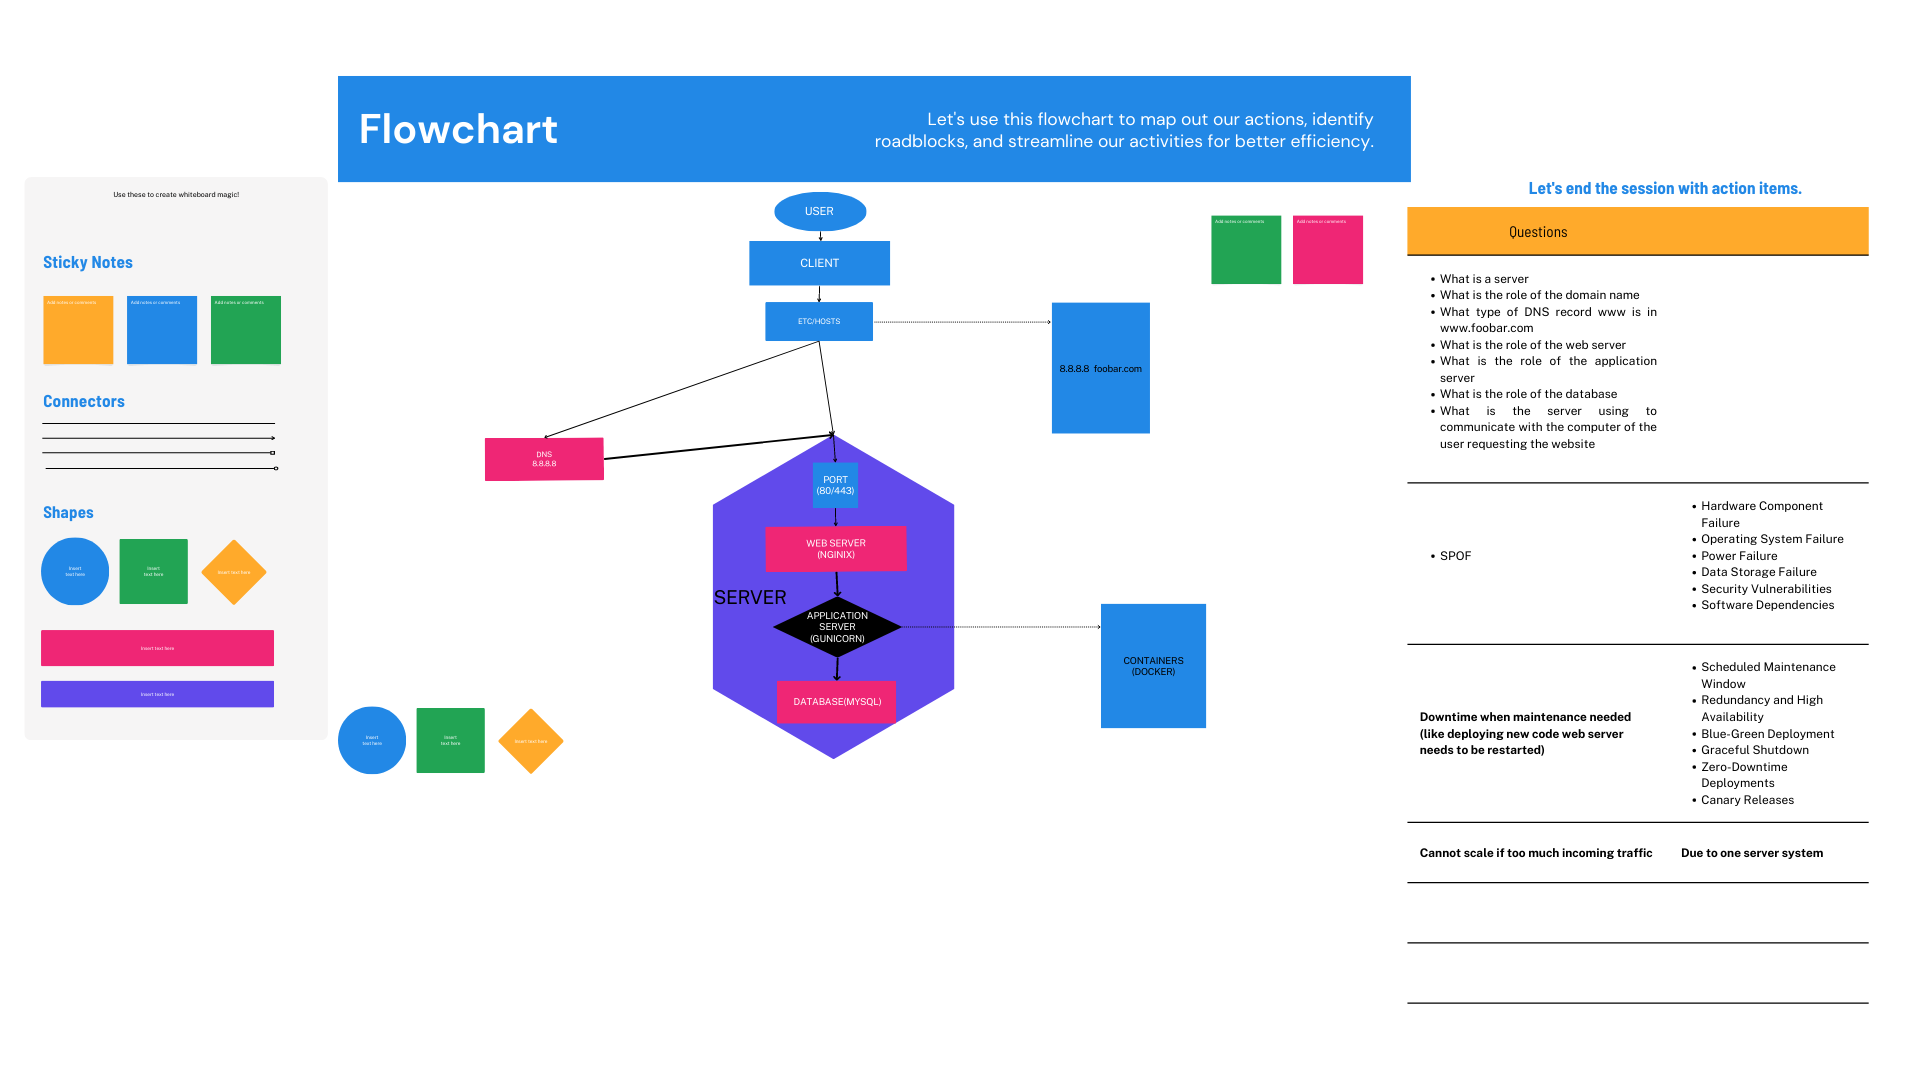 Flowchart
Let's use this flowchart to map out our actions, identify
roadblocks, and streamline our activities for better efficiency.
Use these to create whiteboard magic!
Sticky Notes
Add notes or comments
Add notes or comments
Add notes or comments
Connectors
Shapes
Insert
text here
Insert
text here
Insert text here
Insert text here
Insert text here
USER
CLIENT
ETC/HOSTS
8.8.8.8 foobar.com
DNS
8.8.8.8
PORT
(80/443)
WEB SERVER
(NGINIX)
SERVER
APPLICATION
SERVER
(GUNICORN)
CONTAINERS
(DOCKER)
DATABASE(MYSQL)
Insert
text here
Insert
text here
Insert text here
Add notes or comments
Add notes or comments
Let's end the session with action items.
Questions
• What is a server
• What is the role of the domain name
• What type of DNS record www is in
www.foobar.com
• What is the role of the web server
• What is the role of the application
server
• What is the role of the database
• What is the server using to
communicate with the computer of the
user requesting the website
• SPOF
• Hardware Component
Failure
• Operating System Failure
• Power Failure
• Data Storage Failure
• Security Vulnerabilities
• Software Dependencies
Downtime when maintenance needed
(like deploying new code web server
needs to be restarted)
• Scheduled Maintenance
Window
• Redundancy and High
Availability
• Blue-Green Deployment
• Graceful Shutdown
• Zero-Downtime
Deployments
• Canary Releases
Cannot scale if too much incoming traffic
Due to one server system